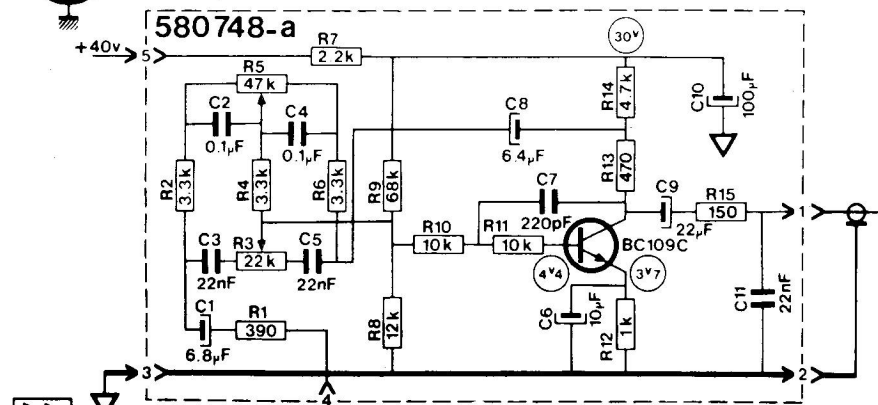 580748-a
+40v
5
R7
2.2k
30v
R5
47k
C2
0.1µF
C4
0.1µF
C8
6.4µF
R14
4.7k
C10
100µF
R2
3.3k
R4
3.3k
R6
3.3k
R9
68k
R13
470
C7
220pF
C9
22µF
R15
150
1
R10
10k
R11
10k
BC109C
C3
22nF
R3
22k
C5
22nF
4v4
3v7
C1
6.8µF
R1
390
R8
12k
C6
10µF
R12
1k
C11
22nF
3
4
2